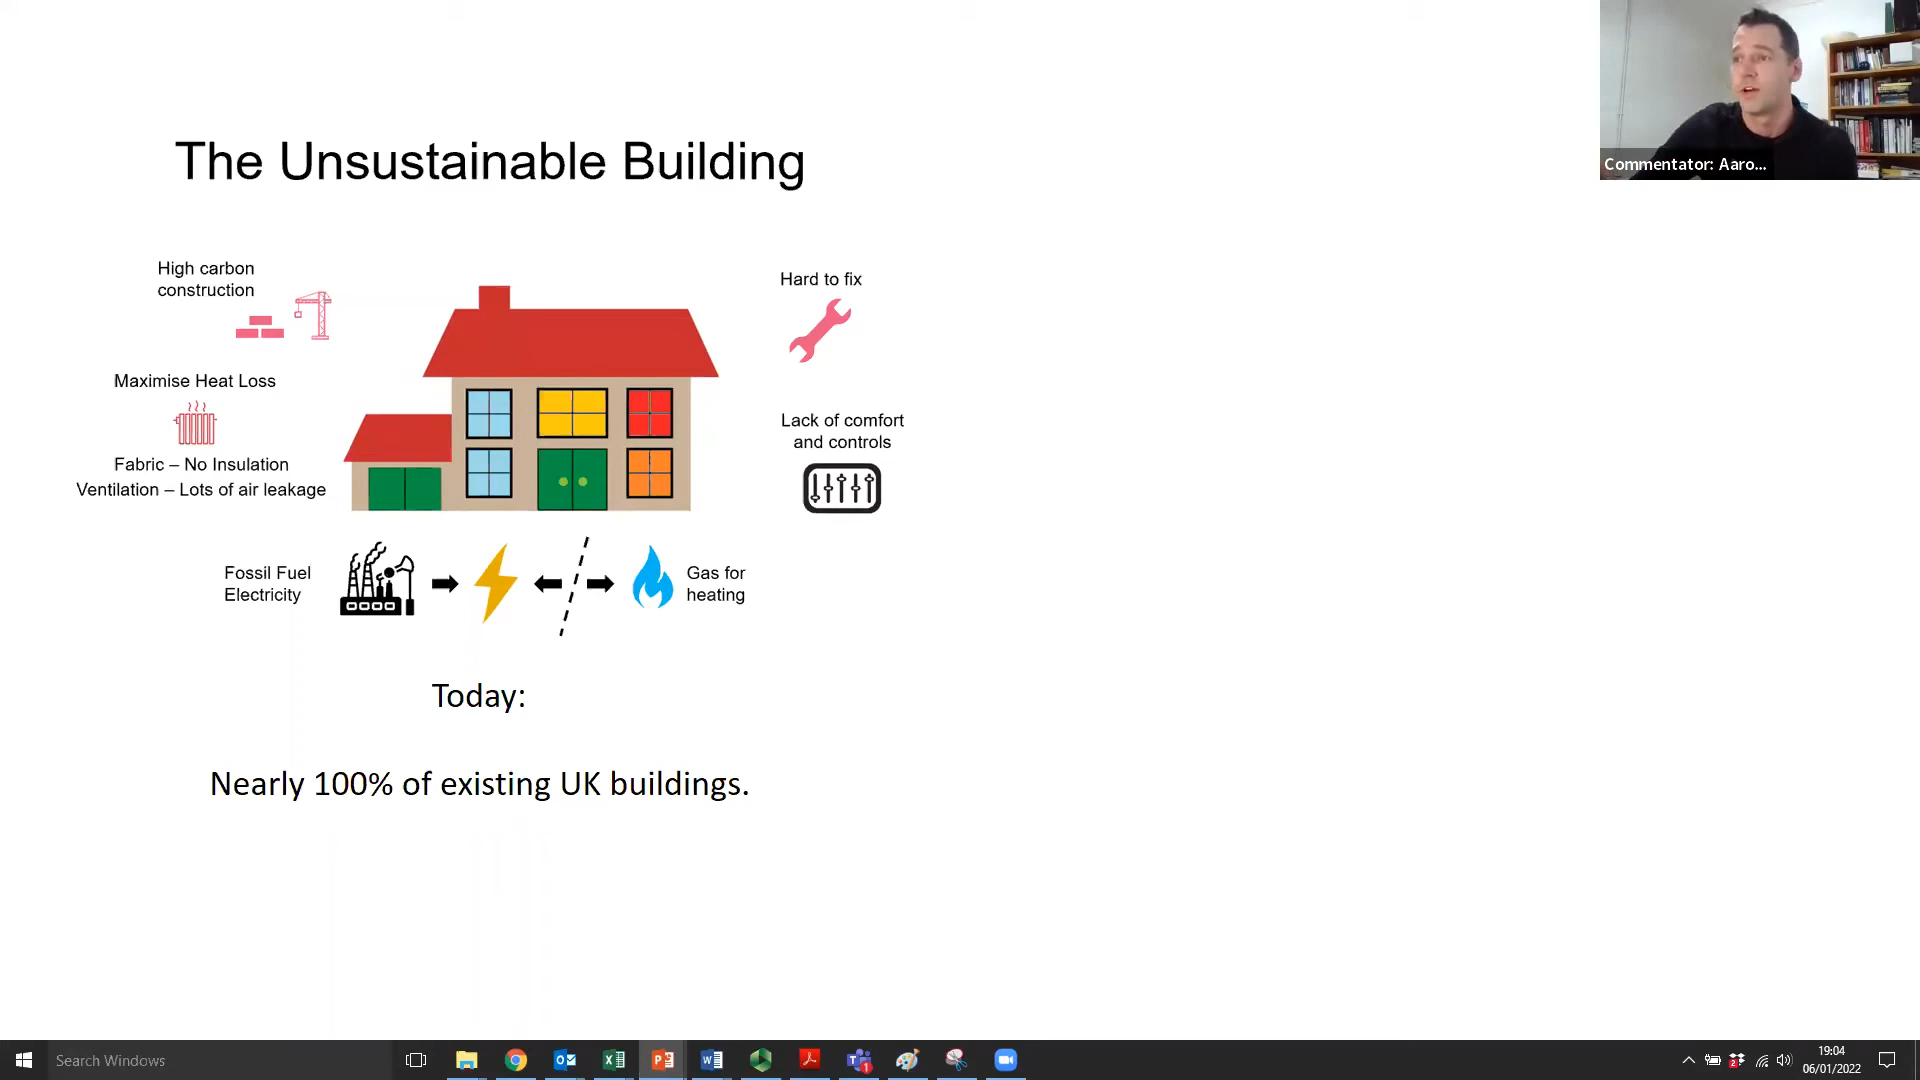 The Unsustainable Building
High carbon
construction
Maximise Heat Loss
Fabric – No Insulation
Ventilation – Lots of air leakage
Hard to fix
Lack of comfort
and controls
Fossil Fuel
Electricity
Gas for
heating
Today:
Nearly 100% of existing UK buildings.
Commentator: Aaro...
Search Windows
19:04
06/01/2022